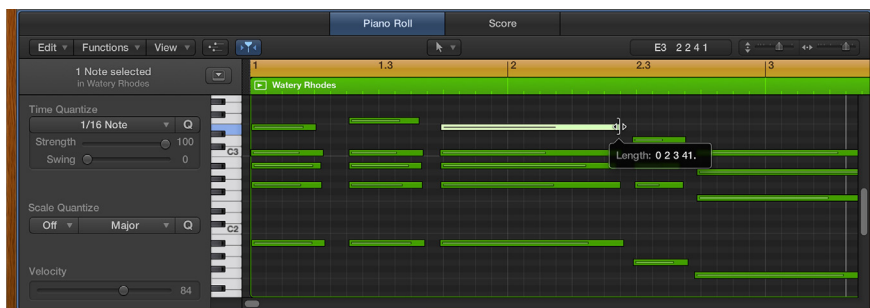 Piano Roll Score
Edit Functions View E3 2 2 4 1
1 Note selected
in Watery Rhodes
1 1.3 2 2.3 3
Watery Rhodes
Time Quantize
1/16 Note Q
Strength 100
Swing 0
C3
Length: 0 2 3 41.
Scale Quantize
Off Major Q
C2
Velocity
84